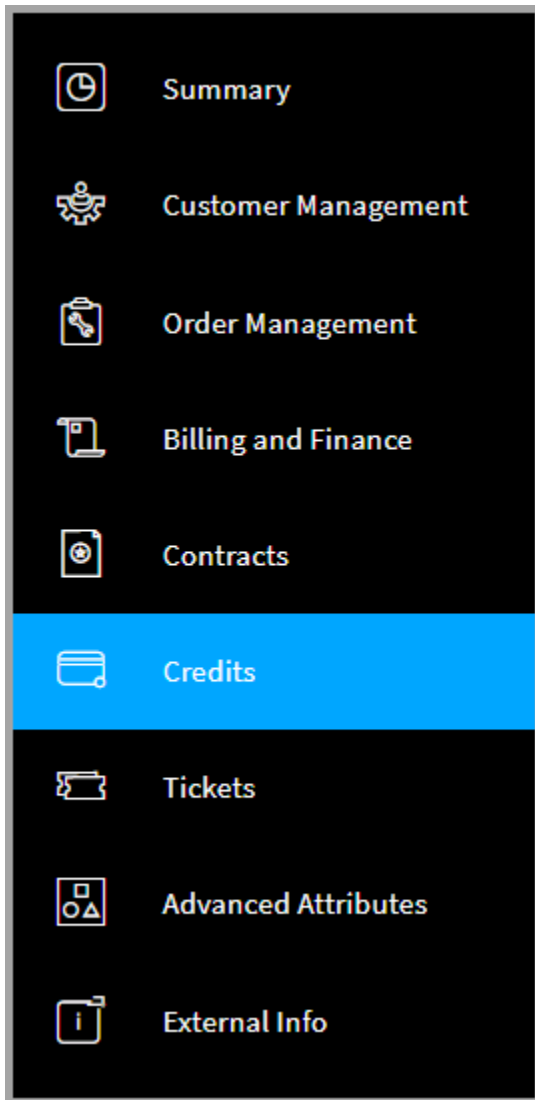 Summary
Customer Management
Order Management
Billing and Finance
Contracts
Credits
Tickets
Advanced Attributes
External Info